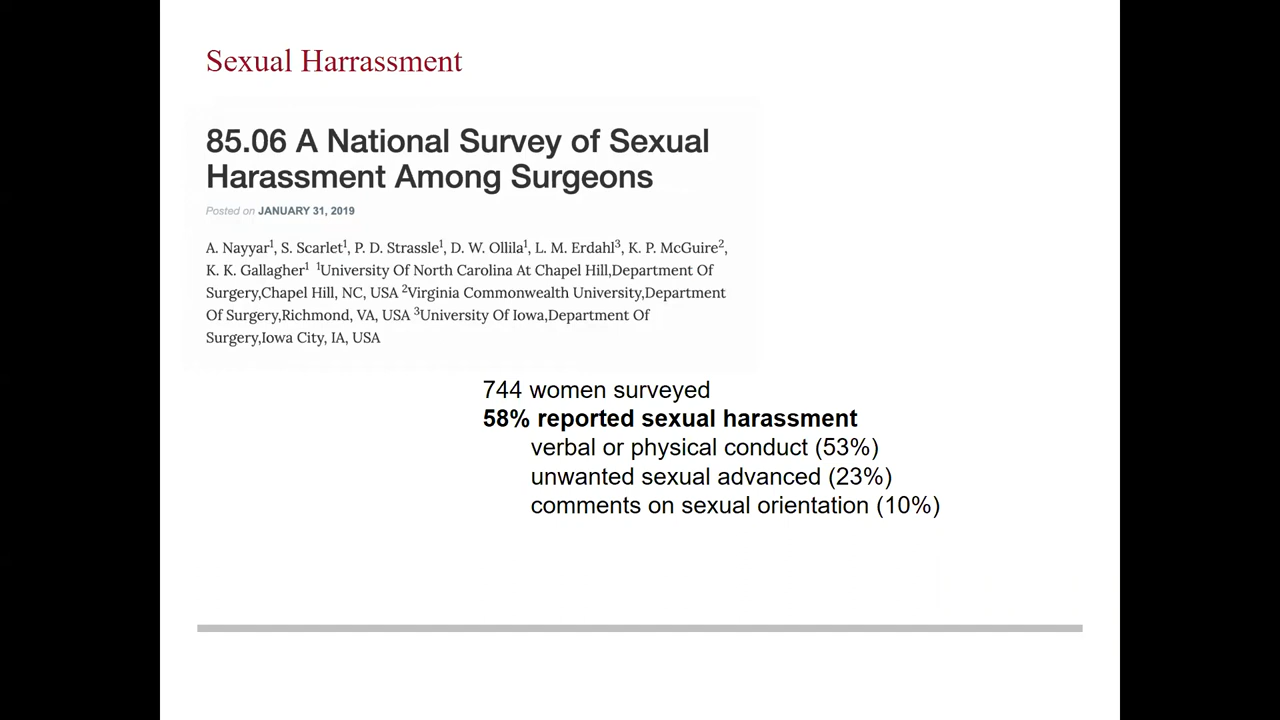 Sexual Harrassment
85.06 A National Survey of Sexual
Harassment Among Surgeons
Posted on JANUARY 31, 2019
A. Nayyar1, S. Scarlet1, P. D. Strassle1, D. W. Ollila1, L. M. Erdahl3, K. P. McGuire2,
K. K. Gallagher1 1University Of North Carolina At Chapel Hill,Department Of
Surgery,Chapel Hill, NC, USA 2Virginia Commonwealth University,Department
Of Surgery,Richmond, VA, USA 3University Of Iowa,Department Of
Surgery,Iowa City, IA, USA
744 women surveyed
58% reported sexual harassment
verbal or physical conduct (53%)
unwanted sexual advanced (23%)
comments on sexual orientation (10%)